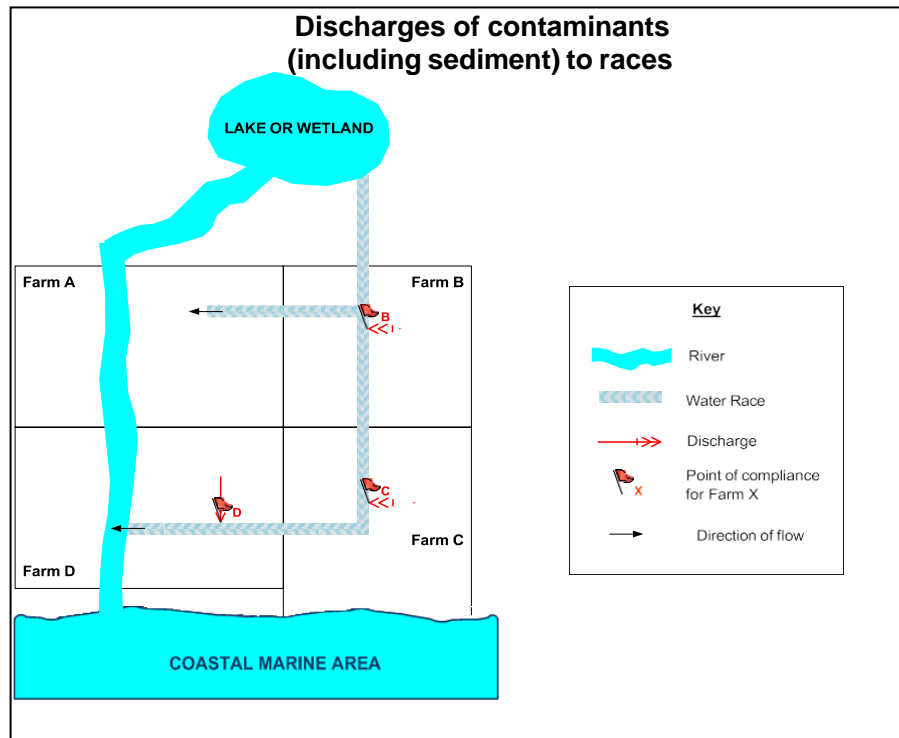 Discharges of contaminants
(including sediment) to races
LAKE OR WETLAND
Farm A
Farm B
B
C
D
Farm C
Farm D
COASTAL MARINE AREA
Key
River
Water Race
Discharge
Point of compliance
for Farm X
X
Direction of flow